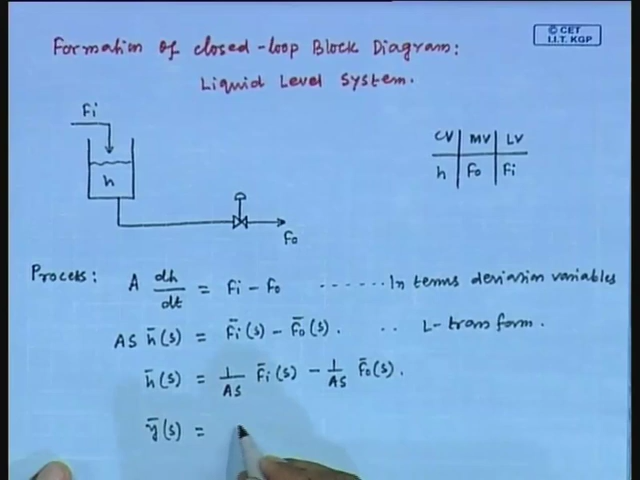 Formation of closed-loop Block Diagram:
© CET
I.I.T. KGP
Liquid Level System.
Fi
h
Fo
CV | MV | LV
h | Fo | Fi
Process: A dh/dt = Fi - Fo ...... In terms deviation variables
AS h̄(s) = F̄i(s) - F̄o(s). .. L-transform.
h̄(s) = 1/AS F̄i(s) - 1/AS F̄o(s).
ȳ(s) =